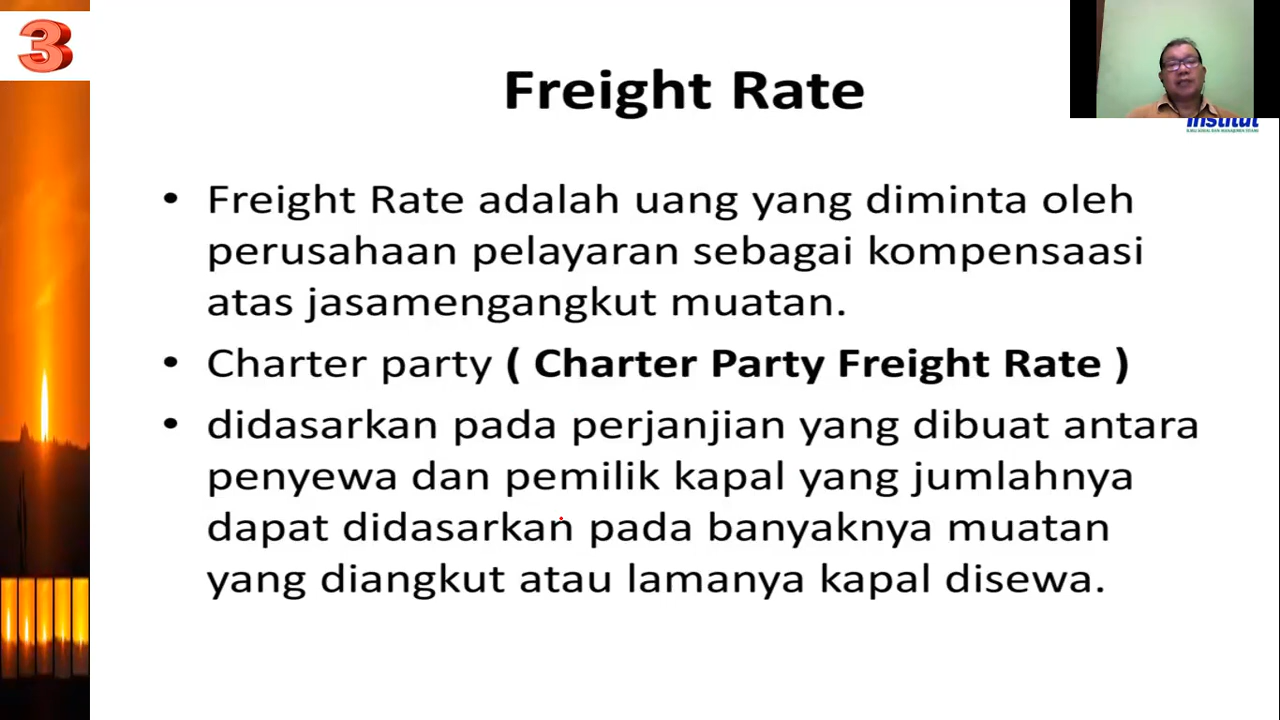 3
Freight Rate
Institut
• Freight Rate adalah uang yang diminta oleh
perusahaan pelayaran sebagai kompensaasi
atas jasamengangkut muatan.
• Charter party ( Charter Party Freight Rate )
• didasarkan pada perjanjian yang dibuat antara
penyewa dan pemilik kapal yang jumlahnya
dapat didasarkan pada banyaknya muatan
yang diangkut atau lamanya kapal disewa.